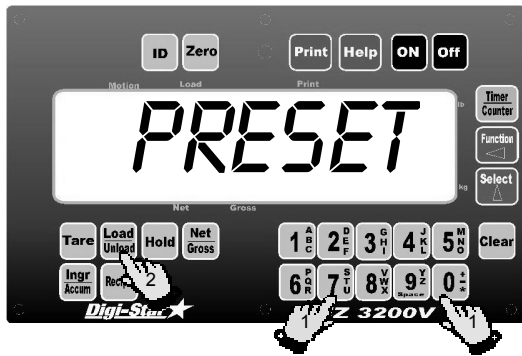 ID Zero Print Help ON Off
Motion Load Print
PRESET
lb
kg
Timer
Counter
Function
Select
Net Gross
Tare Load
Unload Hold Net
Gross
1 A B C 2 D E F 3 G H I 4 J K L 5 M N O Clear
Ingr
Accum 2
6 P Q R 7 S T U 8 V W X 9 Y Z Space 0 + - *
Digi-Star 1 Z 3200V 1